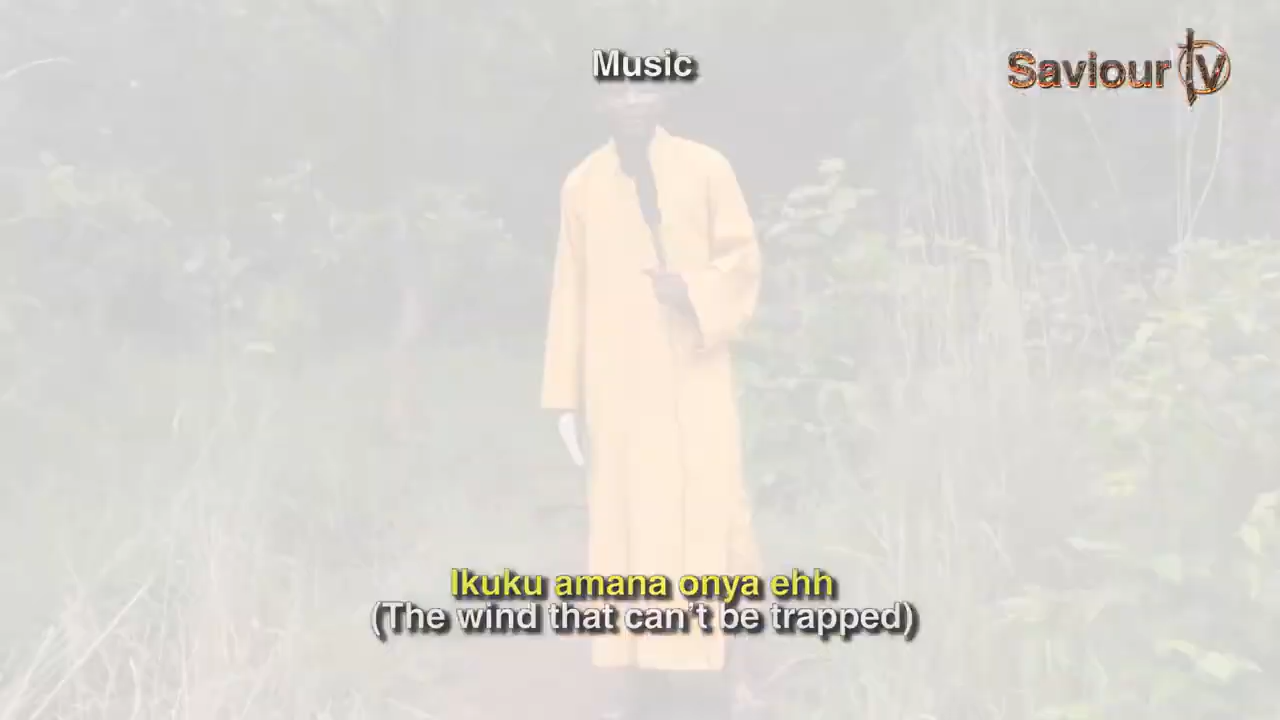 Music
Saviour TV
Ikuku amana onya ehh
(The wind that can't be trapped)